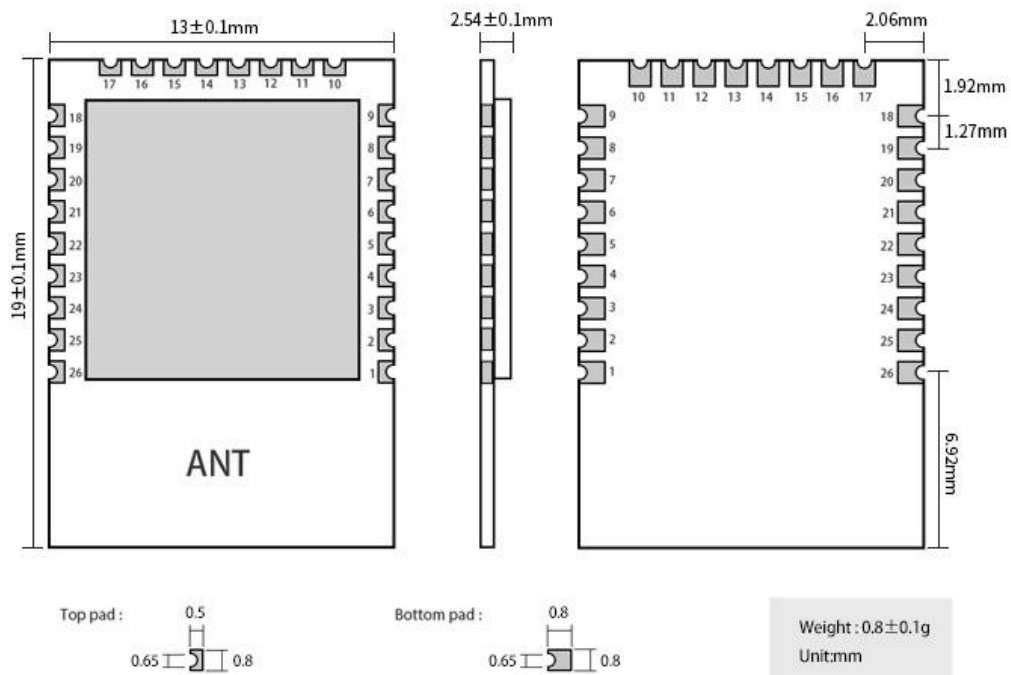 13±0.1mm
2.54±0.1mm
2.06mm
17 16 15 14 13 12 11 10
10 11 12 13 14 15 16 17
1.92mm
1.27mm
18 9
19 8
20 7
21 6
22 5
23 4
24 3
25 2
26 1
9 18
8 19
7 20
6 21
5 22
4 23
3 24
2 25
1 26
19±0.1mm
6.92mm
ANT
Top pad : 0.5
0.65 0.8
Bottom pad : 0.8
0.65 0.8
Weight : 0.8±0.1g
Unit:mm